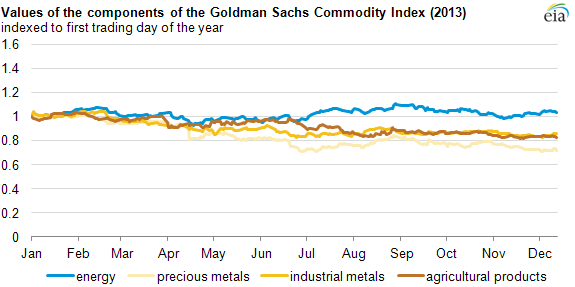 Values of the components of the Goldman Sachs Commodity Index (2013)
indexed to first trading day of the year
eia
1.6
1.4
1.2
1
0.8
0.6
0.4
0.2
0
Jan Feb Mar Apr May Jun Jul Aug Sep Oct Nov Dec
energy precious metals industrial metals agricultural products